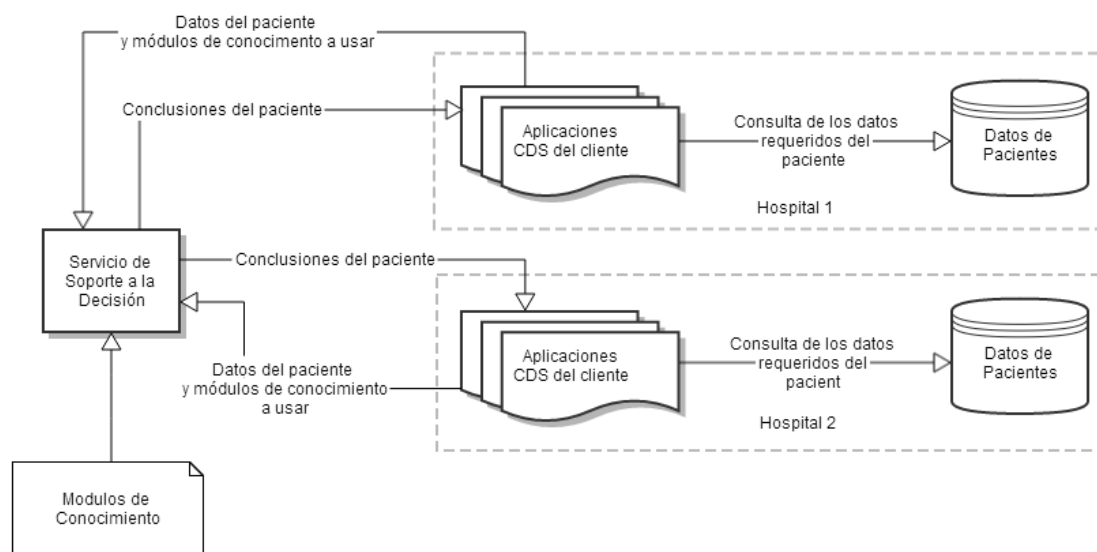 Datos del paciente
y módulos de conocimento a usar
Conclusiones del paciente
Aplicaciones
CDS del cliente
Consulta de los datos
requeridos del
paciente
Datos de
Pacientes
Hospital 1
Servicio de
Soporte a la
Decisión
Conclusiones del paciente
Datos del paciente
y módulos de conocimiento
a usar
Aplicaciones
CDS del cliente
Consulta de los datos
requeridos del
pacient
Datos de
Pacientes
Hospital 2
Modulos de
Conocimiento